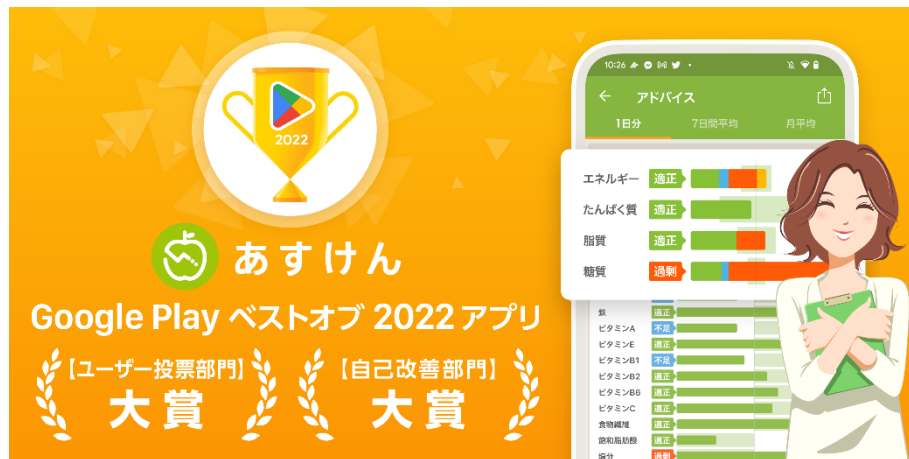 2022
あすけん
Google Play ベストオブ 2022 アプリ
【ユーザー投票部門】
大賞
【自己改善部門】
大賞
10:26
アドバイス
1日分 7日間平均 月平均
エネルギー 適正
たんぱく質 適正
脂質 適正
糖質 過剰
鉄 適正
ビタミンA 不足
ビタミンE 適正
ビタミンB1 不足
ビタミンB2 適正
ビタミンB6 適正
ビタミンC 適正
食物繊維 適正
飽和脂肪酸 適正
塩分 過剰